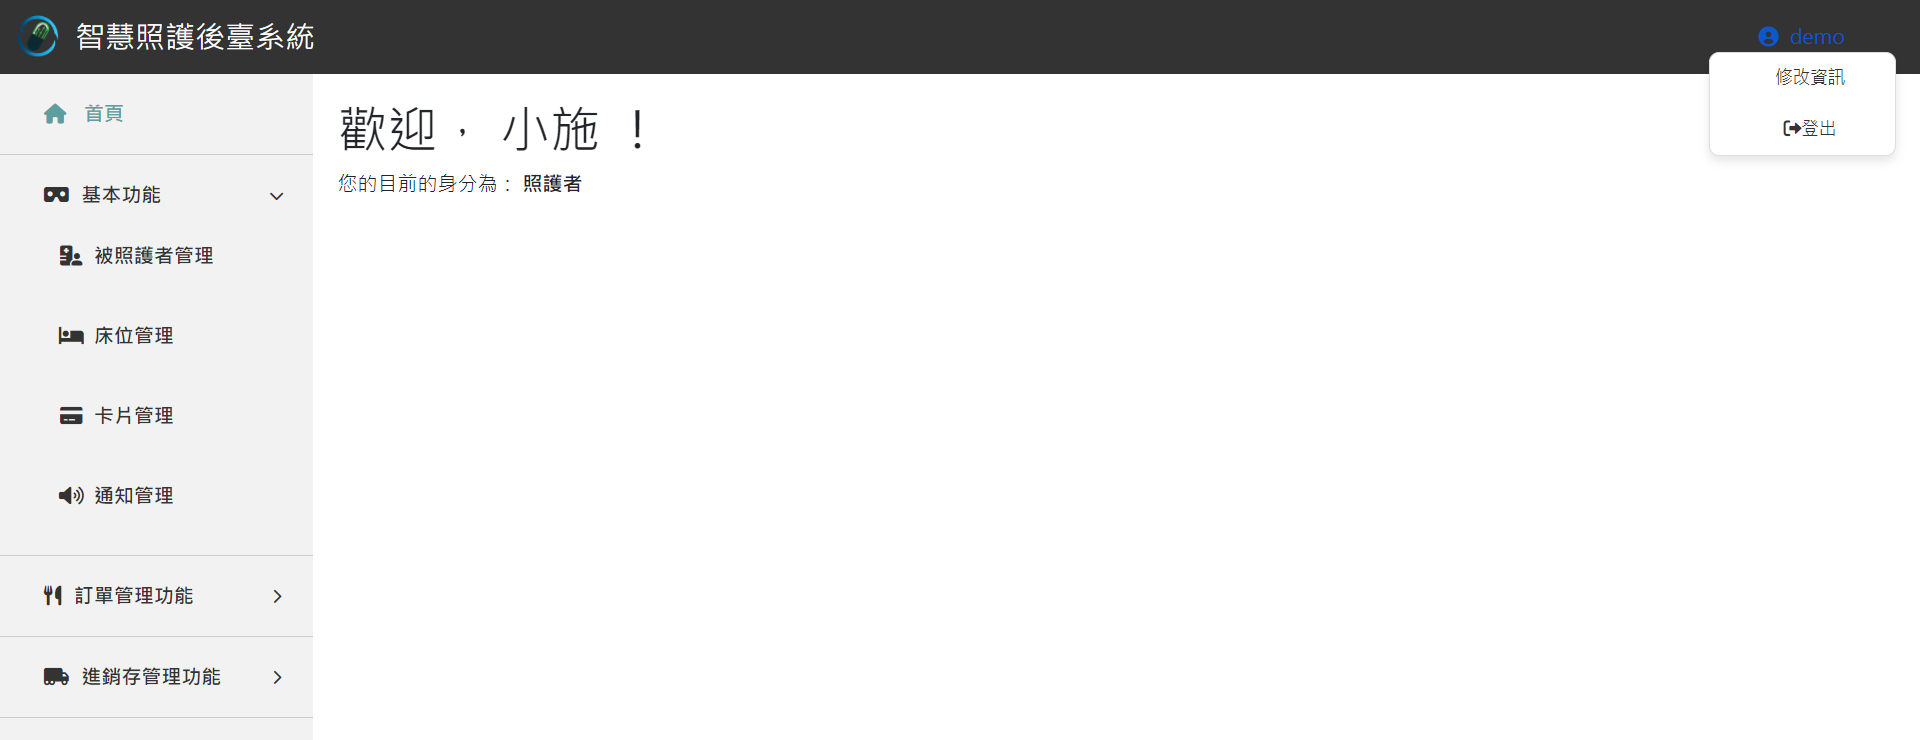 智慧照護後臺系統
demo
修改資訊
登出
首頁
基本功能
被照護者管理
床位管理
卡片管理
通知管理
訂單管理功能
進銷存管理功能
歡迎， 小施 ！
您的目前的身分為： 照護者